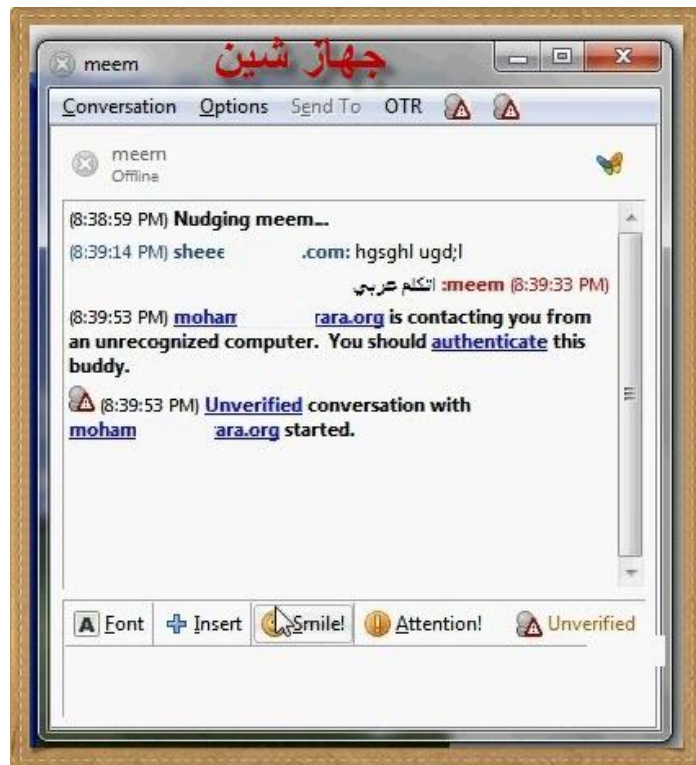 meem
جهاز شين
Conversation Options Send To OTR
meem
Offline
(8:38:59 PM) Nudging meem...
(8:39:14 PM) sheee .com: hgsghl ugd;l
meem: (8:39:33 PM) اتكلم عربي
(8:39:53 PM) moham rara.org is contacting you from
an unrecognized computer. You should authenticate this
buddy.
(8:39:53 PM) Unverified conversation with
moham ara.org started.
A Font Insert Smile! Attention! Unverified